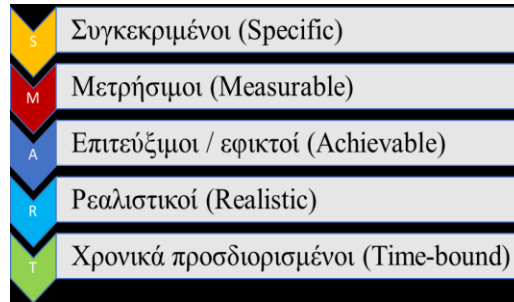 S Συγκεκριμένοι (Specific)
M Μετρήσιμοι (Measurable)
A Επιτεύξιμοι / εφικτοί (Achievable)
R Ρεαλιστικοί (Realistic)
T Χρονικά προσδιορισμένοι (Time-bound)